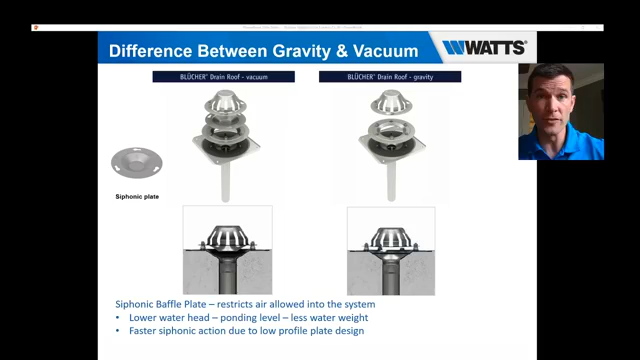 Difference Between Gravity & Vacuum
WATTS®
BLÜCHER® Drain Roof - vacuum
BLÜCHER® Drain Roof - gravity
Siphonic plate
Siphonic Baffle Plate – restricts air allowed into the system
• Lower water head – ponding level – less water weight
• Faster siphonic action due to low profile plate design